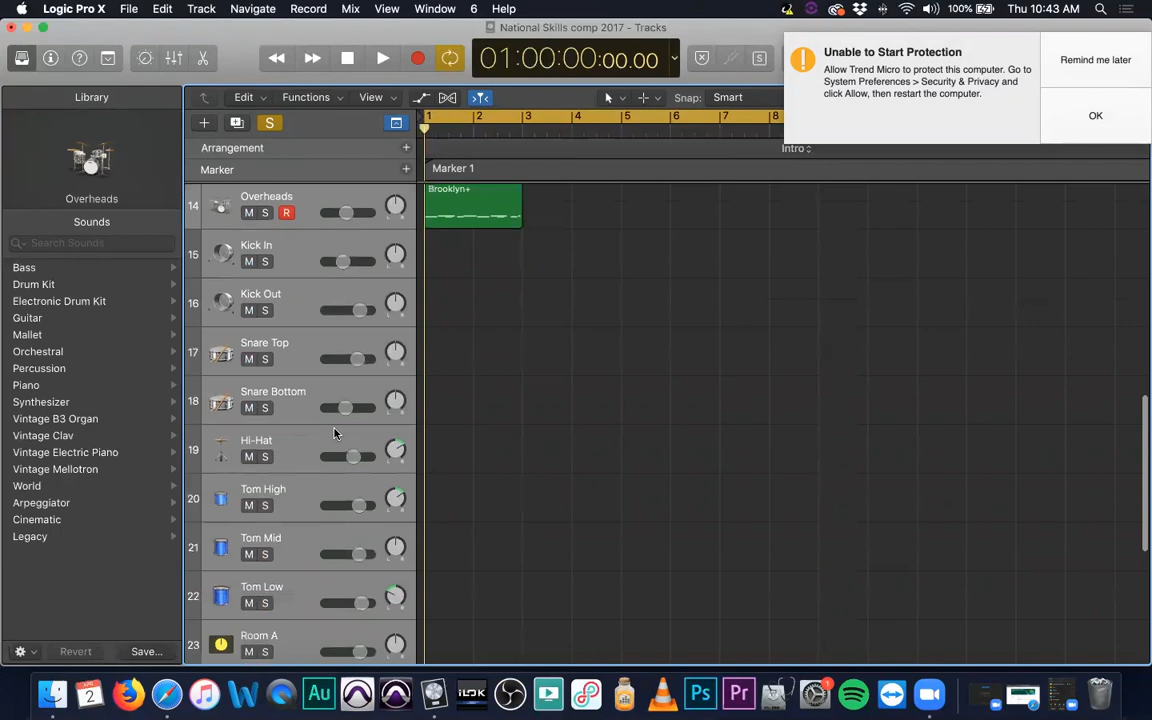 Logic Pro X File Edit Track Navigate Record Mix View Window 6 Help 100% Thu 10:43 AM
National Skills comp 2017 - Tracks
01:00:00:00.00
Unable to Start Protection
Allow Trend Micro to protect this computer. Go to
System Preferences > Security & Privacy and
click Allow, then restart the computer.
Remind me later
OK
Library
Edit Functions View Snap: Smart
S
1 2 3 4 5 6 7 8
Arrangement
Intro
Marker
Marker 1
Overheads
Sounds
Search Sounds
Bass
Drum Kit
Electronic Drum Kit
Guitar
Mallet
Orchestral
Percussion
Piano
Synthesizer
Vintage B3 Organ
Vintage Clav
Vintage Electric Piano
Vintage Mellotron
World
Arpeggiator
Cinematic
Legacy
Revert Save...
14 Overheads
M S R
Brooklyn+
15 Kick In
M S
16 Kick Out
M S
17 Snare Top
M S
18 Snare Bottom
M S
19 Hi-Hat
M S
20 Tom High
M S
21 Tom Mid
M S
22 Tom Low
M S
23 Room A
M S
APR 2 Au iLOK Ps Pr 1